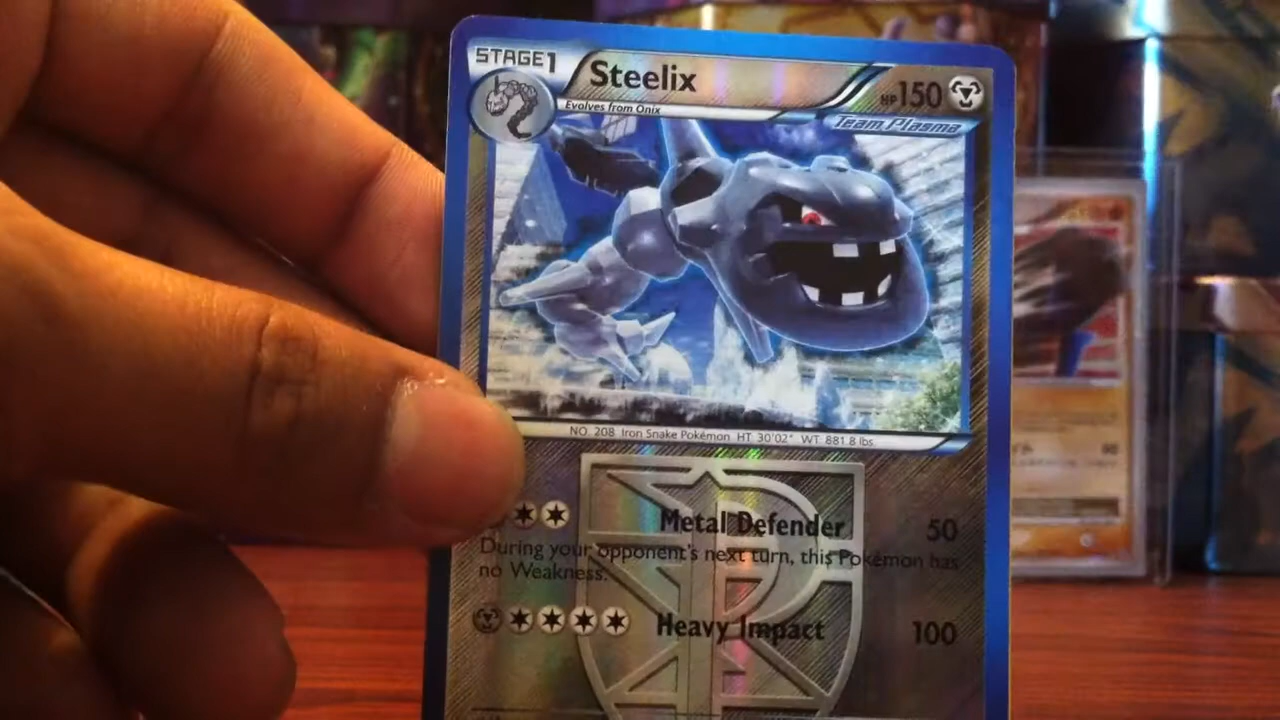 STAGE1
Steelix
HP150
Evolves from Onix
Team Plasma
NO. 208 Iron Snake Pokémon HT: 30'02" WT: 881.8 lbs.
Metal Defender 50
During your opponent's next turn, this Pokémon has
no Weakness.
Heavy Impact 100